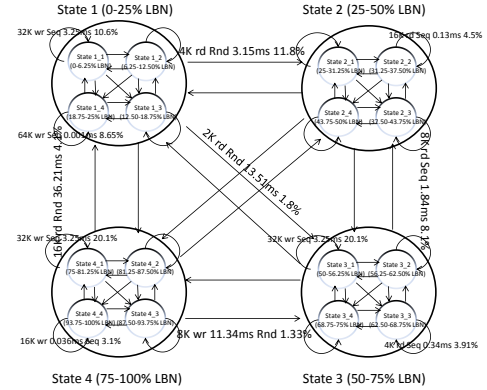 State 1 (0-25% LBN)
State 2 (25-50% LBN)
32K wr Seq 3.25ms 10.6%
16K rd Seq 0.13ms 4.5%
4K rd Rnd 3.15ms 11.8%
State 1_1
(0-6.25% LBN)
State 1_2
(6.25-12.50% LBN)
State 2_1
(25-31.25% LBN)
State 2_2
(31.25-37.50% LBN)
State 1_4
(18.75-25% LBN)
State 1_3
(12.50-18.75% LBN)
State 2_4
(43.75-50% LBN)
State 2_3
(37.50-43.75% LBN)
64K wr Seq 0.001ms 8.65%
2K rd Rnd 13.51ms 1.8%
8K rd Seq 1.84ms 8.1%
16K rd Rnd 36.21ms
32K wr Seq 3.25ms 20.1%
32K wr Seq 3.25ms 20.1%
State 4_1
(75-81.25% LBN)
State 4_2
(81.25-87.50% LBN)
State 3_1
(50-56.25% LBN)
State 3_2
(56.25-62.50% LBN)
State 4_4
(93.75-100% LBN)
State 4_3
(87.50-93.75% LBN)
State 3_4
(68.75-75% LBN)
State 3_3
(62.50-68.75% LBN)
8K wr 11.34ms Rnd 1.33%
16K wr 0.036ms Seq 3.1%
4K rd Seq 0.34ms 3.91%
State 4 (75-100% LBN)
State 3 (50-75% LBN)